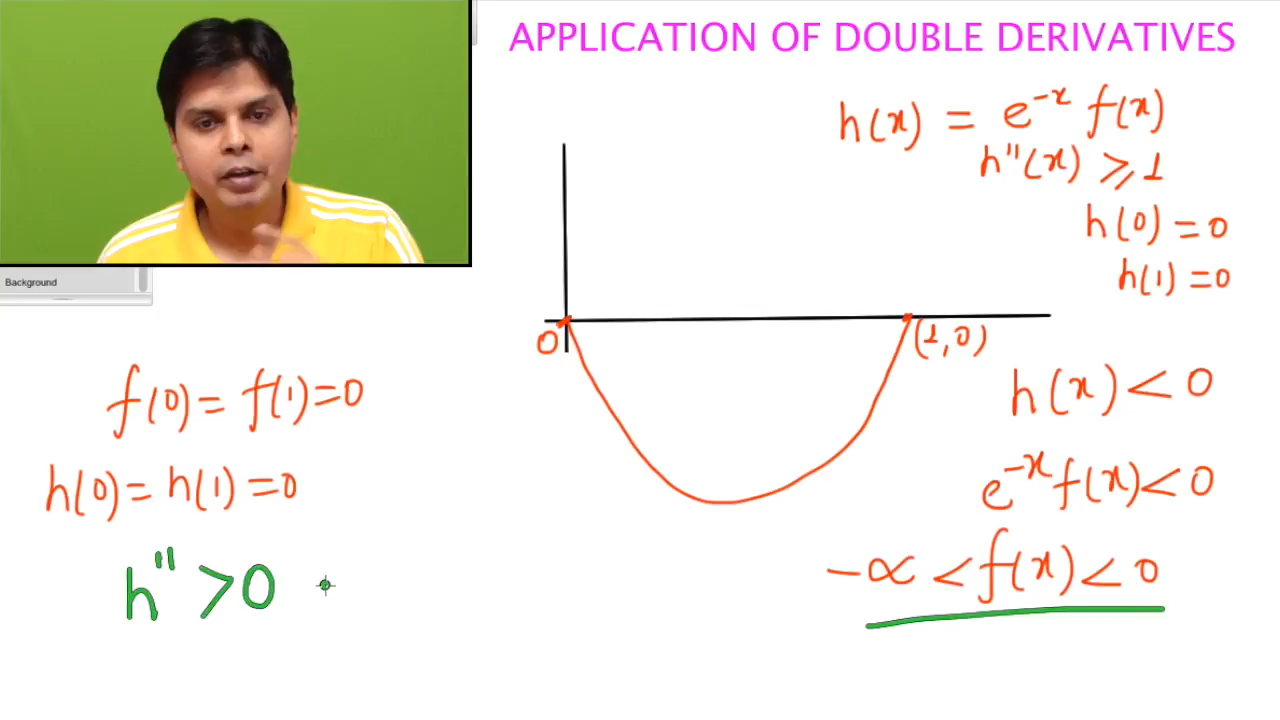 APPLICATION OF DOUBLE DERIVATIVES
h(x) = e⁻ˣ f(x)
h"(x) ⩾ 1
h(0) = 0
h(1) = 0
Background
0
(1,0)
f(0) = f(1) = 0
h(0) = h(1) = 0
h" > 0
h(x) < 0
e⁻ˣ f(x) < 0
-∝ < f(x) < 0